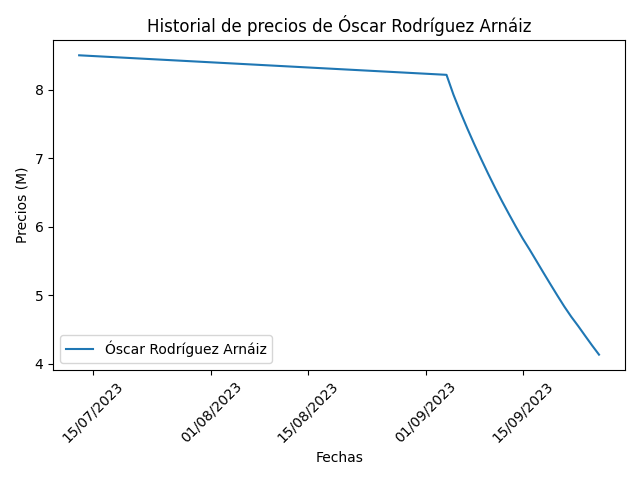 Historial de precios de Óscar Rodríguez Arnáiz
Precios (M)
8
7
6
5
4
Óscar Rodríguez Arnáiz
15/07/2023
01/08/2023
15/08/2023
01/09/2023
15/09/2023
Fechas